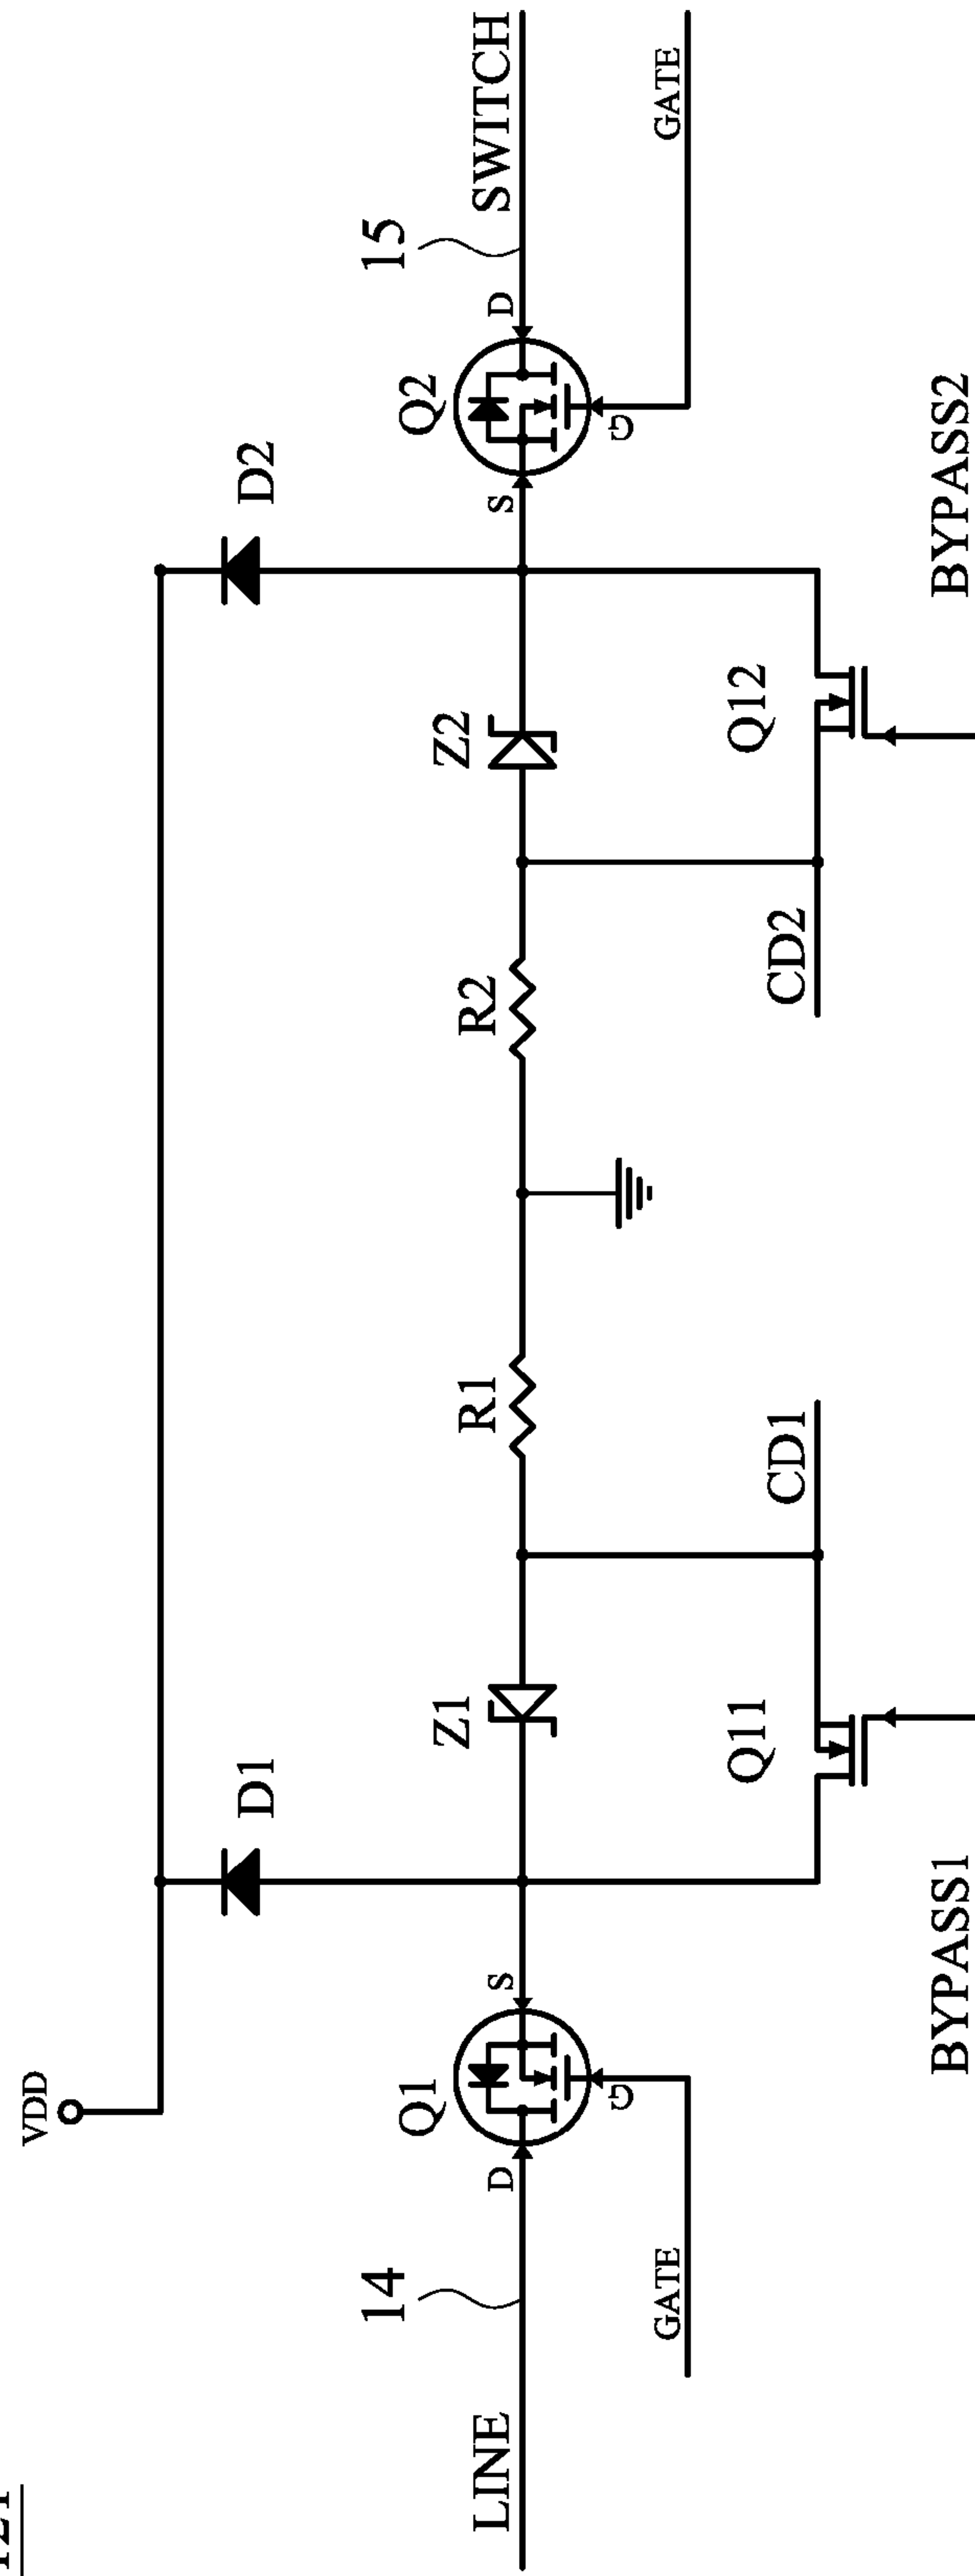 VDD
D1
D2
14
15
LINE
D
Q1
S
G
GATE
Z1
R1
R2
Z2
S
Q2
D
G
SWITCH
GATE
Q11
CD1
CD2
Q12
BYPASS1
BYPASS2